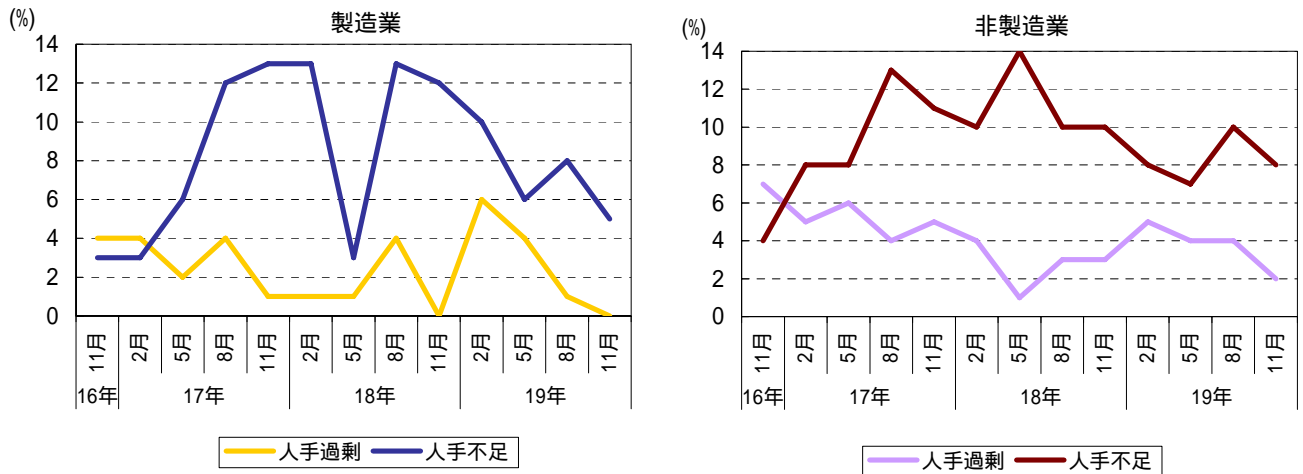 製造業
(%)
14
12
10
8
6
4
2
0
11月 2月 5月 8月 11月 2月 5月 8月 11月 2月 5月 8月 11月
16年 17年 18年 19年
人手過剰 人手不足
非製造業
(%)
14
12
10
8
6
4
2
0
11月 2月 5月 8月 11月 2月 5月 8月 11月 2月 5月 8月 11月
16年 17年 18年 19年
人手過剰 人手不足